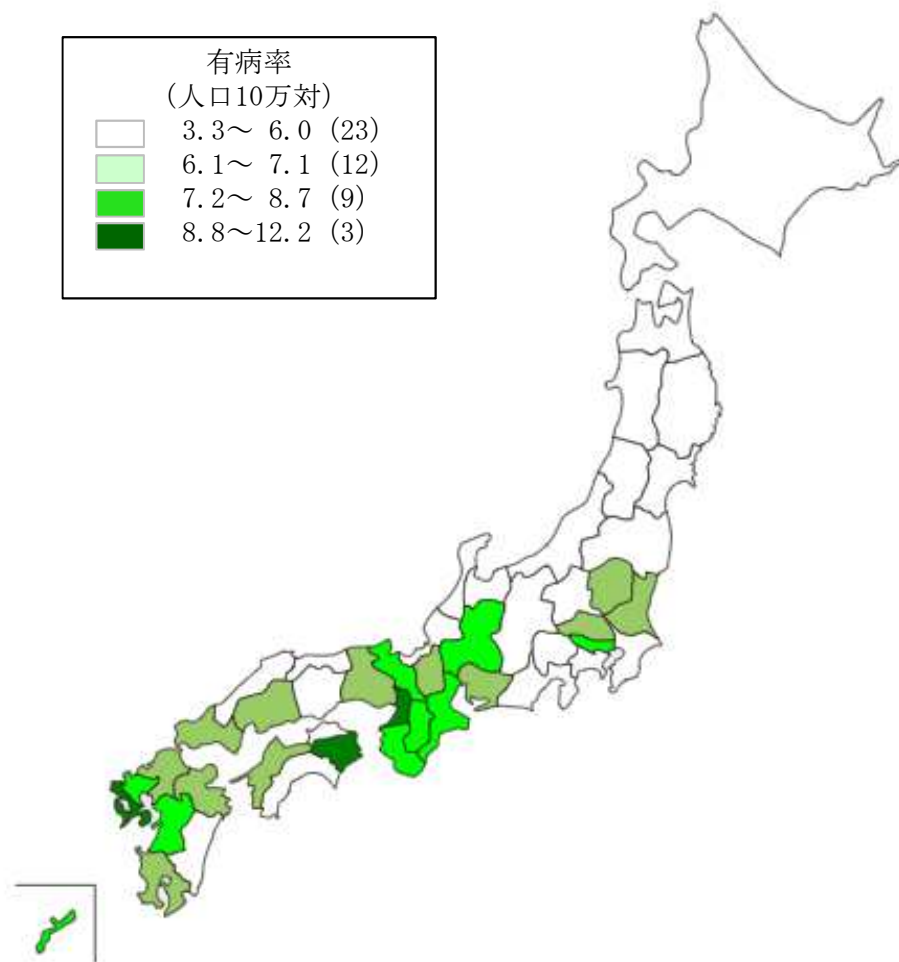 有病率
(人口10万対)
3.3～ 6.0 (23)
6.1～ 7.1 (12)
7.2～ 8.7 (9)
8.8～12.2 (3)